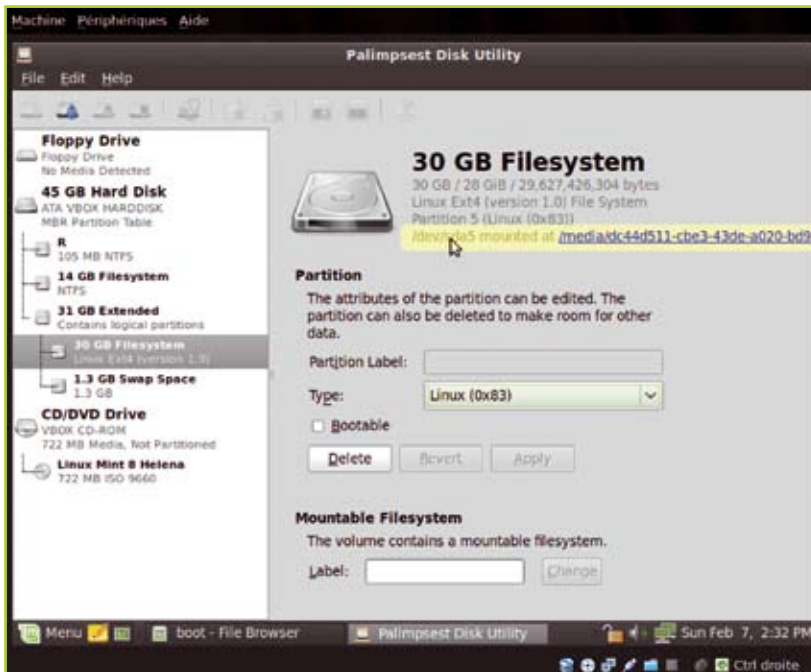 Machine Périphériques Aide
Palimpsest Disk Utility
File Edit Help
Floppy Drive
Floppy Drive
No Media Detected
45 GB Hard Disk
ATA VBOX HARDDISK
MBR Partition Table
R
105 MB NTFS
14 GB Filesystem
NTFS
31 GB Extended
Contains logical partitions
30 GB Filesystem
Linux Ext4 (version 1.0)
1.3 GB Swap Space
1.3 GB
CD/DVD Drive
VBOX CD-ROM
722 MB Media, Not Partitioned
Linux Mint 8 Helena
722 MB ISO 9660
30 GB Filesystem
30 GB / 28 GiB / 29,627,426,304 bytes
Linux Ext4 (version 1.0) File System
Partition 5 (Linux (0x83))
/dev/sda5 mounted at /media/dc44d511-cbe3-43de-a020-bd9
Partition
The attributes of the partition can be edited. The
partition can also be deleted to make room for other
data.
Partition Label:
Type: Linux (0x83)
Bootable
Delete Revert Apply
Mountable Filesystem
The volume contains a mountable filesystem.
Label: Change
Menu boot - File Browser Palimpsest Disk Utility Sun Feb 7, 2:32 PM
Ctrl droite